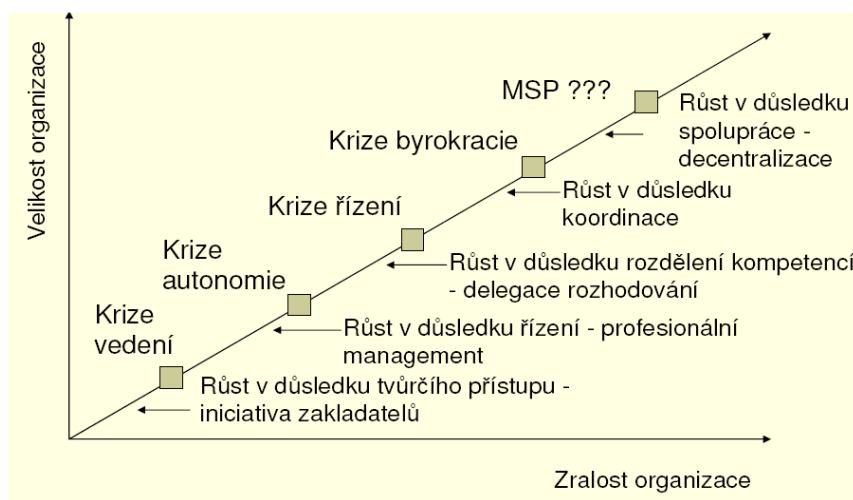 Velikost organizace
MSP ???
Růst v důsledku
spolupráce -
decentralizace
Krize byrokracie
Růst v důsledku
koordinace
Krize řízení
Růst v důsledku rozdělení kompetencí
- delegace rozhodování
Krize
autonomie
Růst v důsledku řízení - profesionální
management
Krize
vedení
Růst v důsledku tvůrčího přístupu -
iniciativa zakladatelů
Zralost organizace